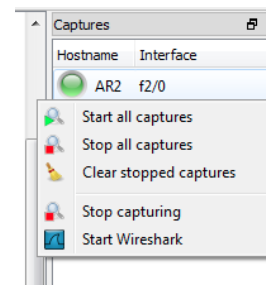 Captures
Hostname Interface
AR2 f2/0
Start all captures
Stop all captures
Clear stopped captures
Stop capturing
Start Wireshark